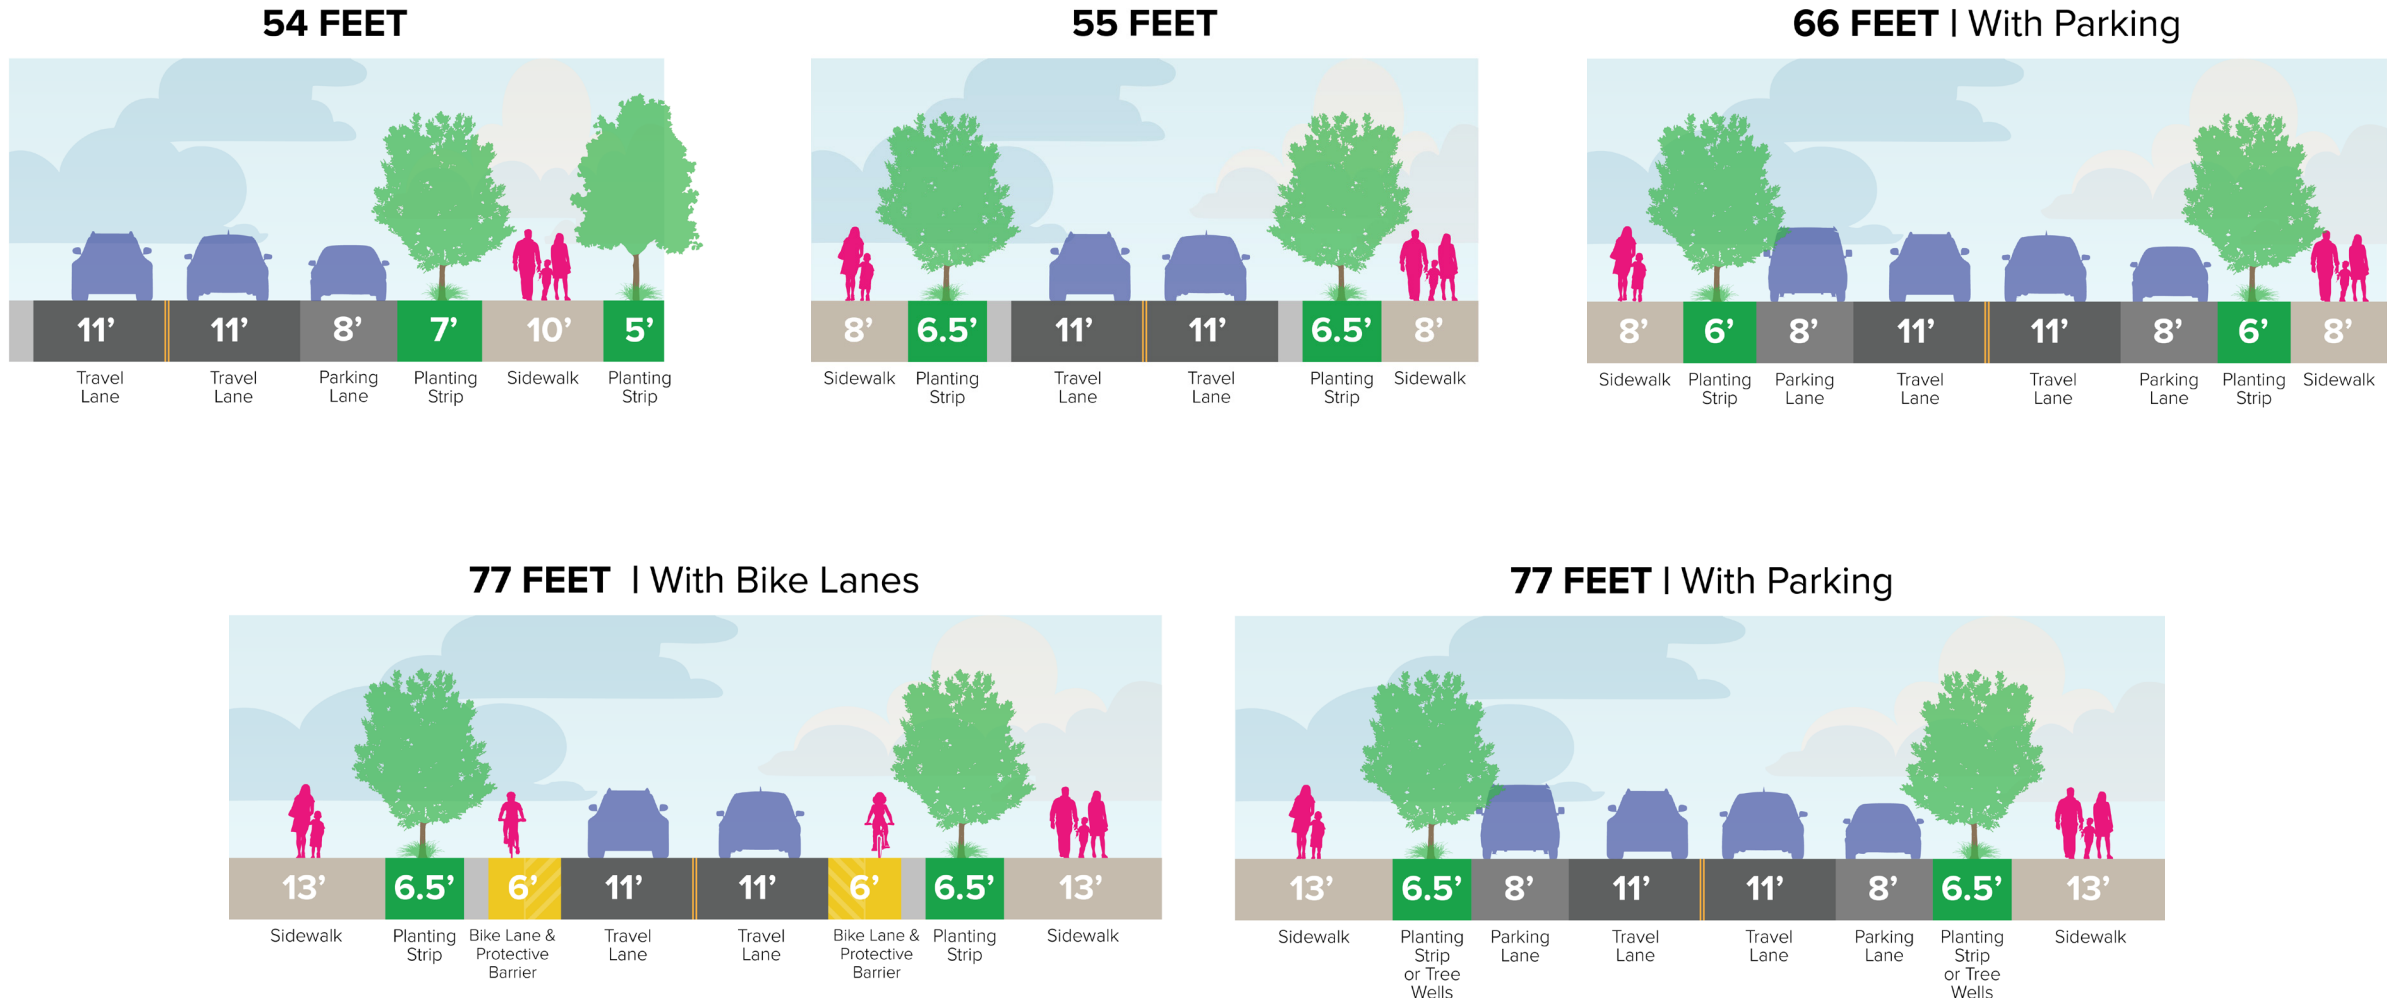 54 FEET
11’ 11’ 8’ 7’ 10’ 5’
Travel Lane
Travel Lane
Parking Lane
Planting Strip
Sidewalk
Planting Strip
55 FEET
8’ 6.5’ 11’ 11’ 6.5’ 8’
Sidewalk
Planting Strip
Travel Lane
Travel Lane
Planting Strip
Sidewalk
66 FEET | With Parking
8’ 6’ 8’ 11’ 11’ 8’ 6’ 8’
Sidewalk
Planting Strip
Parking Lane
Travel Lane
Travel Lane
Parking Lane
Planting Strip
Sidewalk
77 FEET | With Bike Lanes
13’ 6.5’ 6’ 11’ 11’ 6’ 6.5’ 13’
Sidewalk
Planting Strip
Bike Lane & Protective Barrier
Travel Lane
Travel Lane
Bike Lane & Protective Barrier
Planting Strip
Sidewalk
77 FEET | With Parking
13’ 6.5’ 8’ 11’ 11’ 8’ 6.5’ 13’
Sidewalk
Planting Strip or Tree Wells
Parking Lane
Travel Lane
Travel Lane
Parking Lane
Planting Strip or Tree Wells
Sidewalk